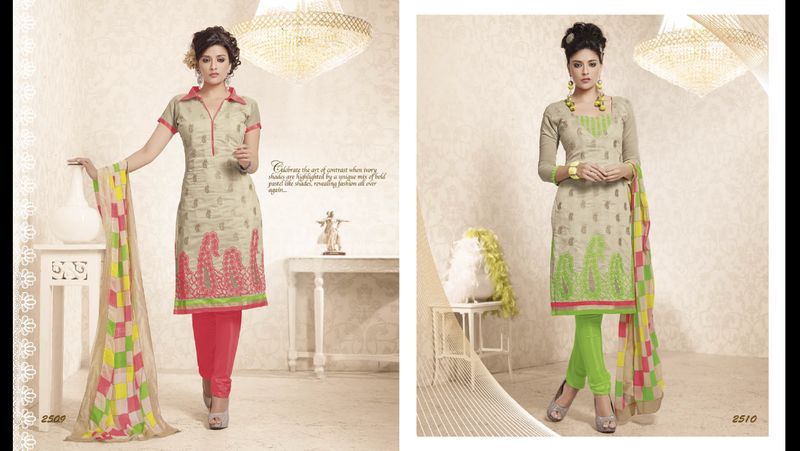 Celebrate the art of contrast when ivory
shades are highlighted by a unique mix of bold
pastel like shades, revealing fashion all over
again...
2509
2510